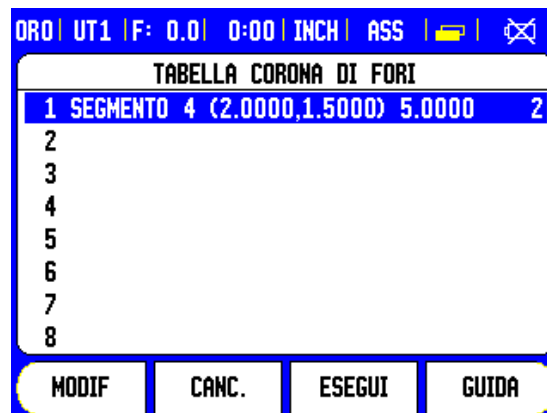 ORO| UT1 |F: 0.0| 0:00| INCH| ASS
TABELLA CORONA DI FORI
1 SEGMENTO 4 (2.0000,1.5000) 5.0000 2
2
3
4
5
6
7
8
MODIF CANC. ESEGUI GUIDA